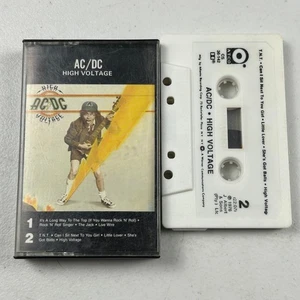 AC/DC
HIGH VOLTAGE
HIGH
AC/DC
VOLTAGE
1
It's A Long Way To The Top (If You Wanna Rock 'N' Roll) •
Rock 'N' Roll Singer • The Jack • Live Wire
2
T.N.T. • Can I Sit Next To You Girl • Little Lover • She's
Got Balls • High Voltage
ATCO
AC/DC • HIGH VOLTAGE
T.N.T. • Can I Sit Next To You Girl • Little Lover • She's Got Balls • High Voltage
2